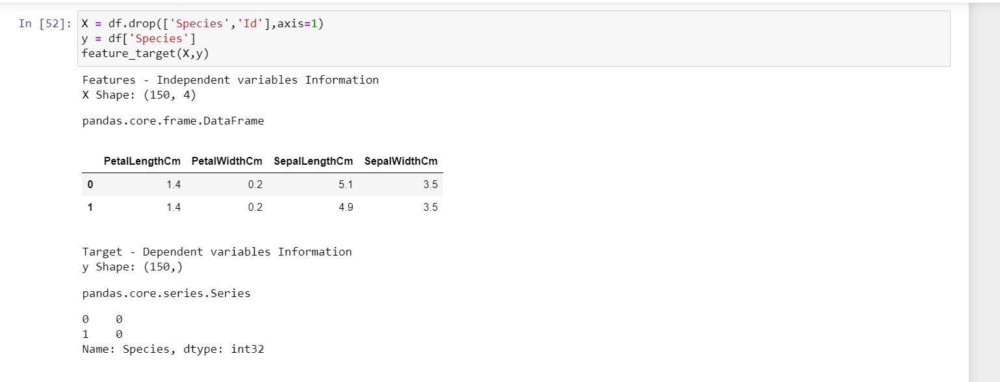 In [52]: X = df.drop(['Species','Id'],axis=1)
y = df['Species']
feature_target(X,y)
Features - Independent variables Information
X Shape: (150, 4)
pandas.core.frame.DataFrame
PetalLengthCm PetalWidthCm SepalLengthCm SepalWidthCm
0 1.4 0.2 5.1 3.5
1 1.4 0.2 4.9 3.5
Target - Dependent variables Information
y Shape: (150,)
pandas.core.series.Series
0 0
1 0
Name: Species, dtype: int32